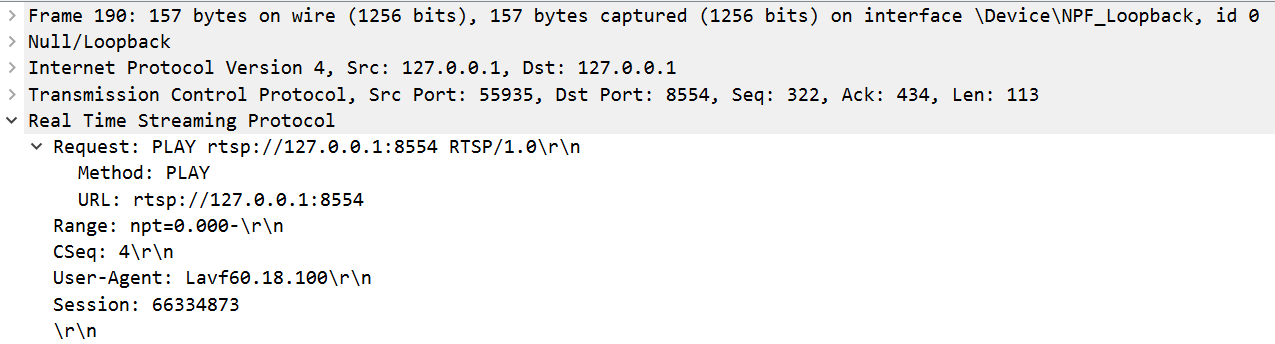 Frame 190: 157 bytes on wire (1256 bits), 157 bytes captured (1256 bits) on interface \Device\NPF_Loopback, id 0
Null/Loopback
Internet Protocol Version 4, Src: 127.0.0.1, Dst: 127.0.0.1
Transmission Control Protocol, Src Port: 55935, Dst Port: 8554, Seq: 322, Ack: 434, Len: 113
Real Time Streaming Protocol
Request: PLAY rtsp://127.0.0.1:8554 RTSP/1.0\r\n
Method: PLAY
URL: rtsp://127.0.0.1:8554
Range: npt=0.000-\r\n
CSeq: 4\r\n
User-Agent: Lavf60.18.100\r\n
Session: 66334873
\r\n